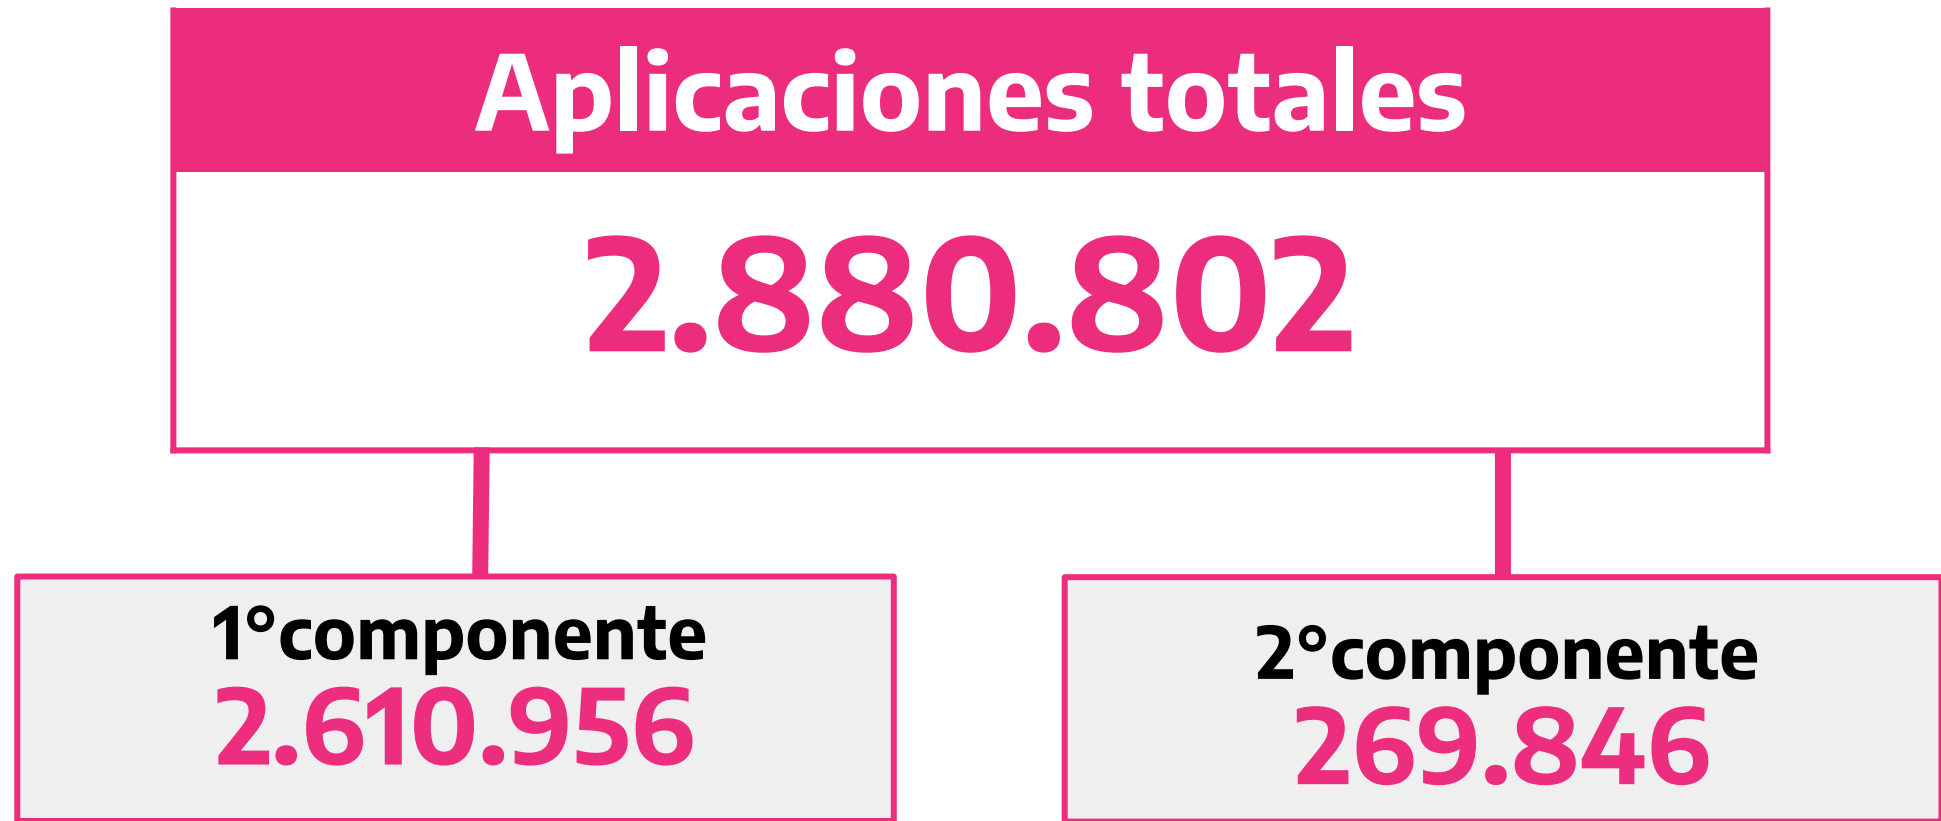 Aplicaciones totales
2.880.802
1°componente
2.610.956
2°componente
269.846